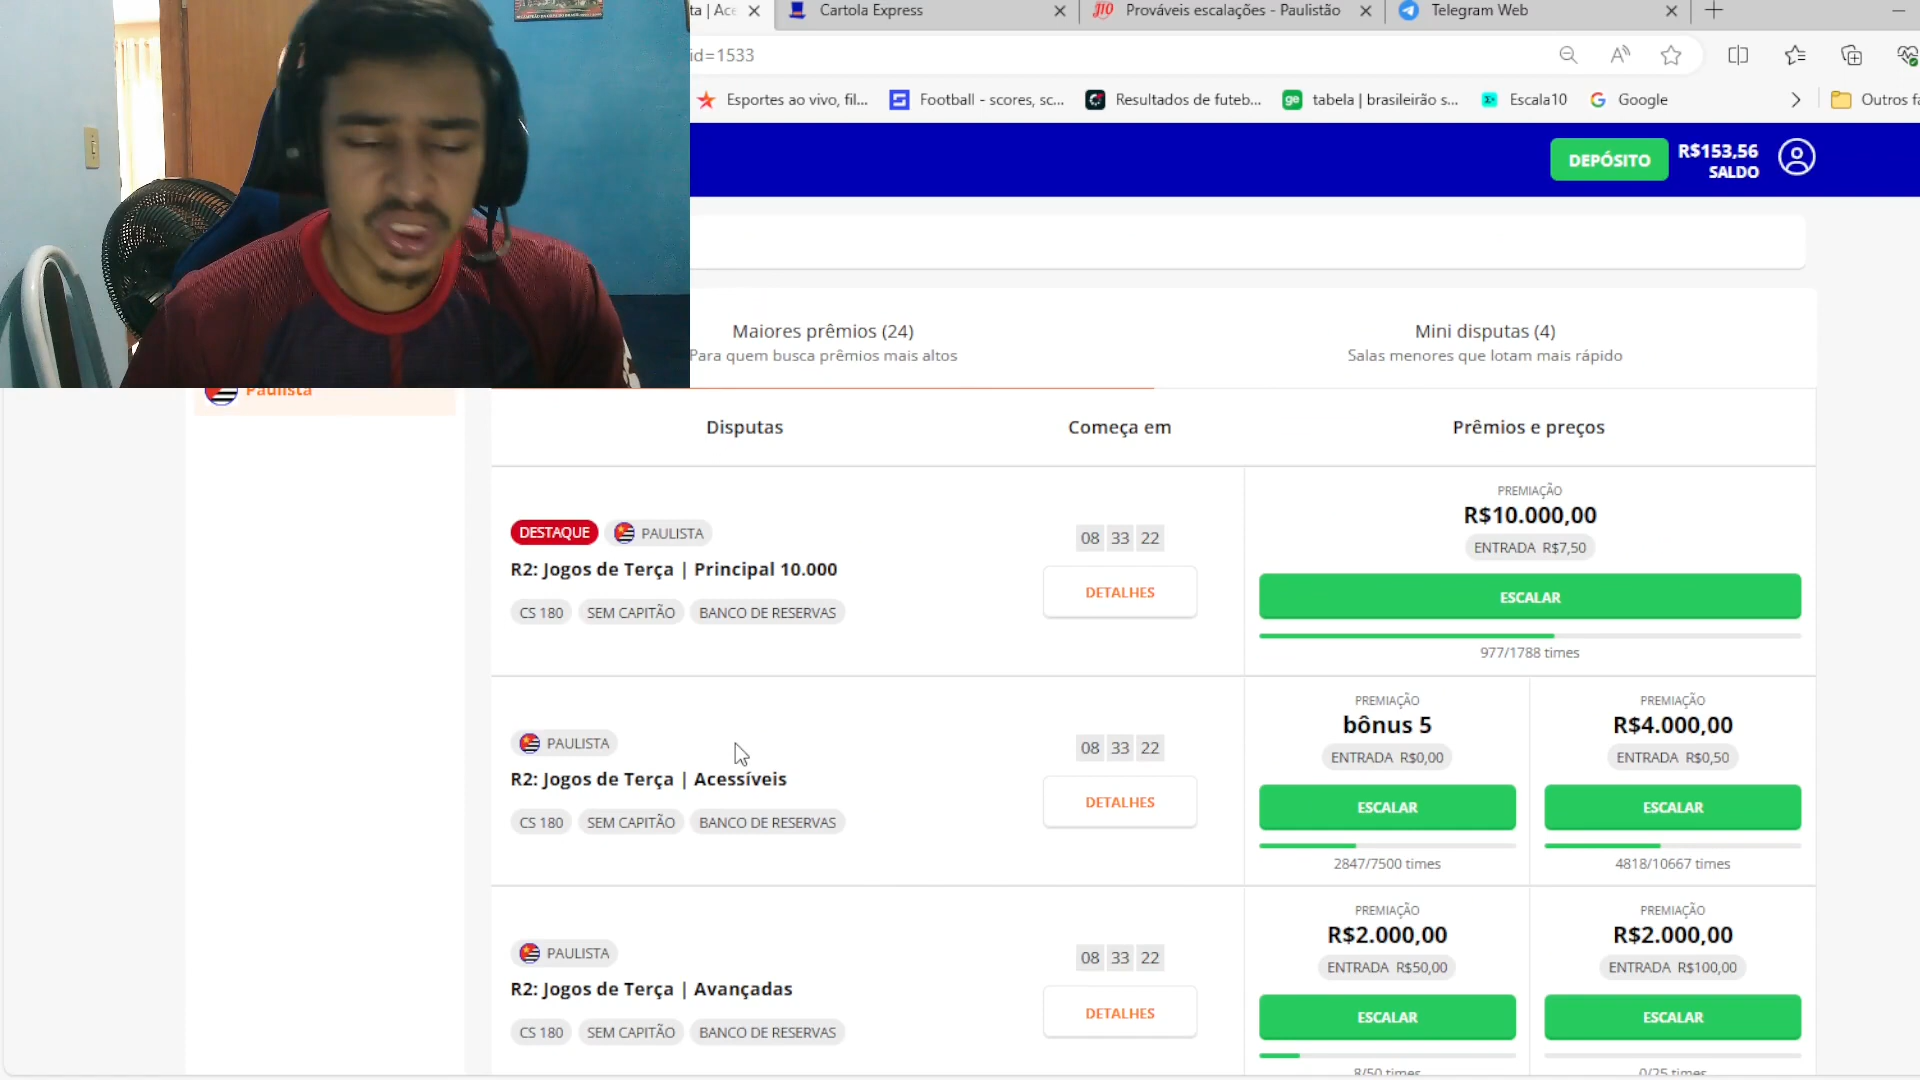 ta | Ace
Cartola Express
Prováveis escalações - Paulistão
Telegram Web
id=1533
Esportes ao vivo, fil...
Football - scores, sc...
Resultados de futeb...
ge
tabela | brasileirão s...
Escala10
Google
Outros fa
DEPÓSITO
R$153,56
SALDO
Maiores prêmios (24)
Para quem busca prêmios mais altos
Mini disputas (4)
Salas menores que lotam mais rápido
Paulista
Disputas
Começa em
Prêmios e preços
DESTAQUE
PAULISTA
R2: Jogos de Terça | Principal 10.000
CS 180
SEM CAPITÃO
BANCO DE RESERVAS
08 33 22
DETALHES
PREMIAÇÃO
R$10.000,00
ENTRADA R$7,50
ESCALAR
977/1788 times
PAULISTA
R2: Jogos de Terça | Acessíveis
CS 180
SEM CAPITÃO
BANCO DE RESERVAS
08 33 22
DETALHES
PREMIAÇÃO
bônus 5
ENTRADA R$0,00
ESCALAR
2847/7500 times
PREMIAÇÃO
R$4.000,00
ENTRADA R$0,50
ESCALAR
4818/10667 times
PAULISTA
R2: Jogos de Terça | Avançadas
CS 180
SEM CAPITÃO
BANCO DE RESERVAS
08 33 22
DETALHES
PREMIAÇÃO
R$2.000,00
ENTRADA R$50,00
ESCALAR
8/50 times
PREMIAÇÃO
R$2.000,00
ENTRADA R$100,00
ESCALAR
0/25 times